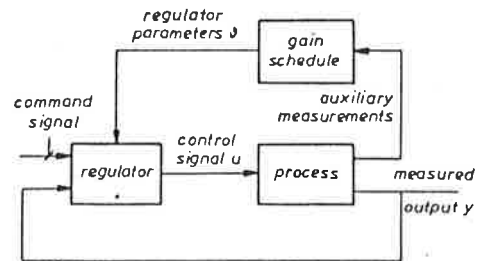 regulator
parameters ϑ
gain
schedule
auxiliary
measurements
command
signal
control
signal u
regulator
process
measured
output y